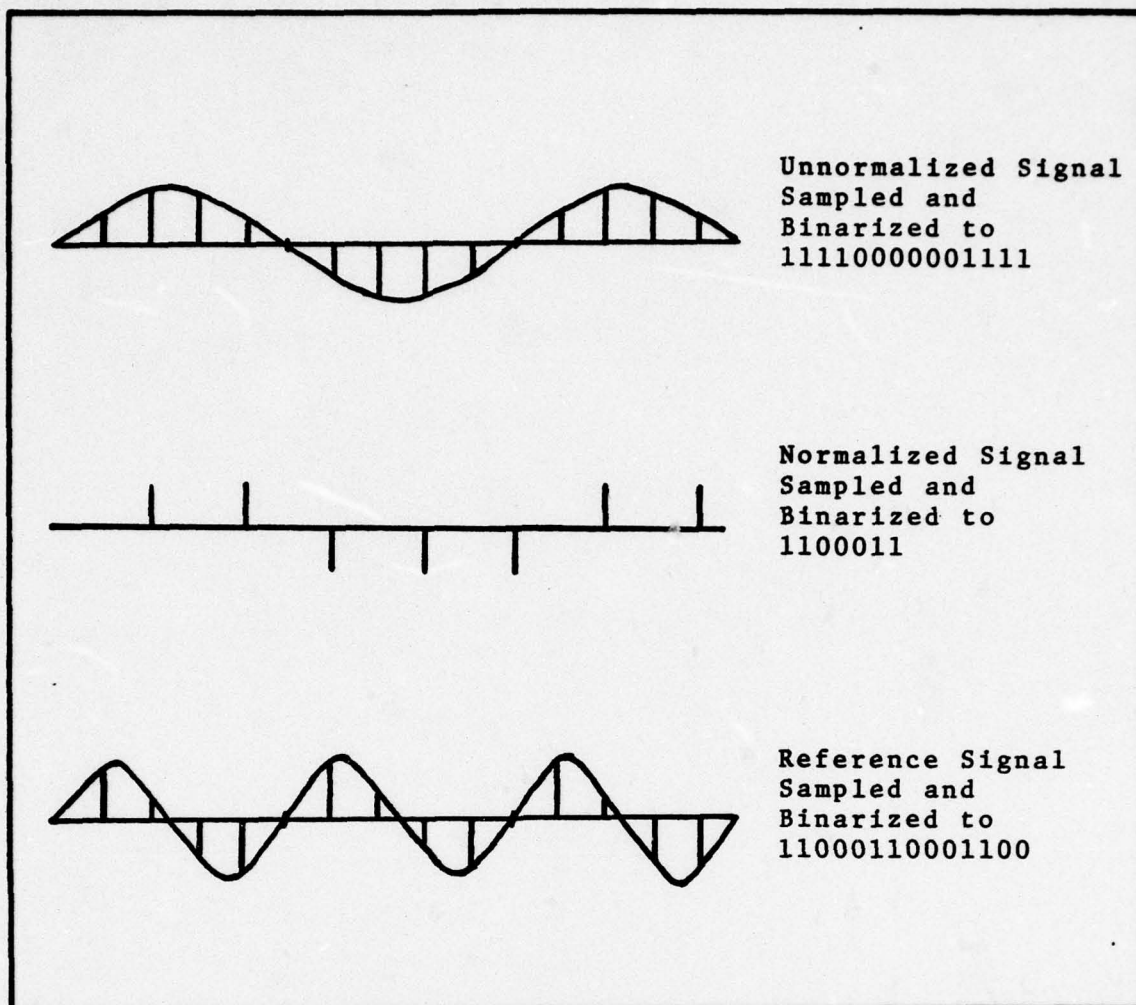 Unnormalized Signal
Sampled and
Binarized to
11110000001111
Normalized Signal
Sampled and
Binarized to
1100011
Reference Signal
Sampled and
Binarized to
11000110001100